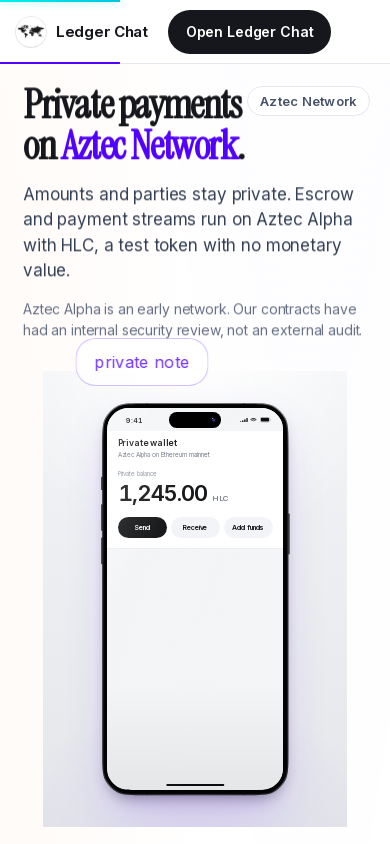 Ledger Chat
Open Ledger Chat
Private payments
Aztec Network
on Aztec Network.
Amounts and parties stay private. Escrow
and payment streams run on Aztec Alpha
with HLC, a test token with no monetary
value.
Aztec Alpha is an early network. Our contracts have
had an internal security review, not an external audit.
private note
9:41
Private wallet
Aztec Alpha on Ethereum mainnet
Private balance
1,245.00 HLC
Send
Receive
Add funds